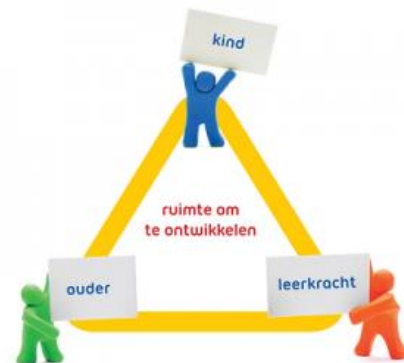 kind
ruimte om
te ontwikkelen
ouder
leerkracht